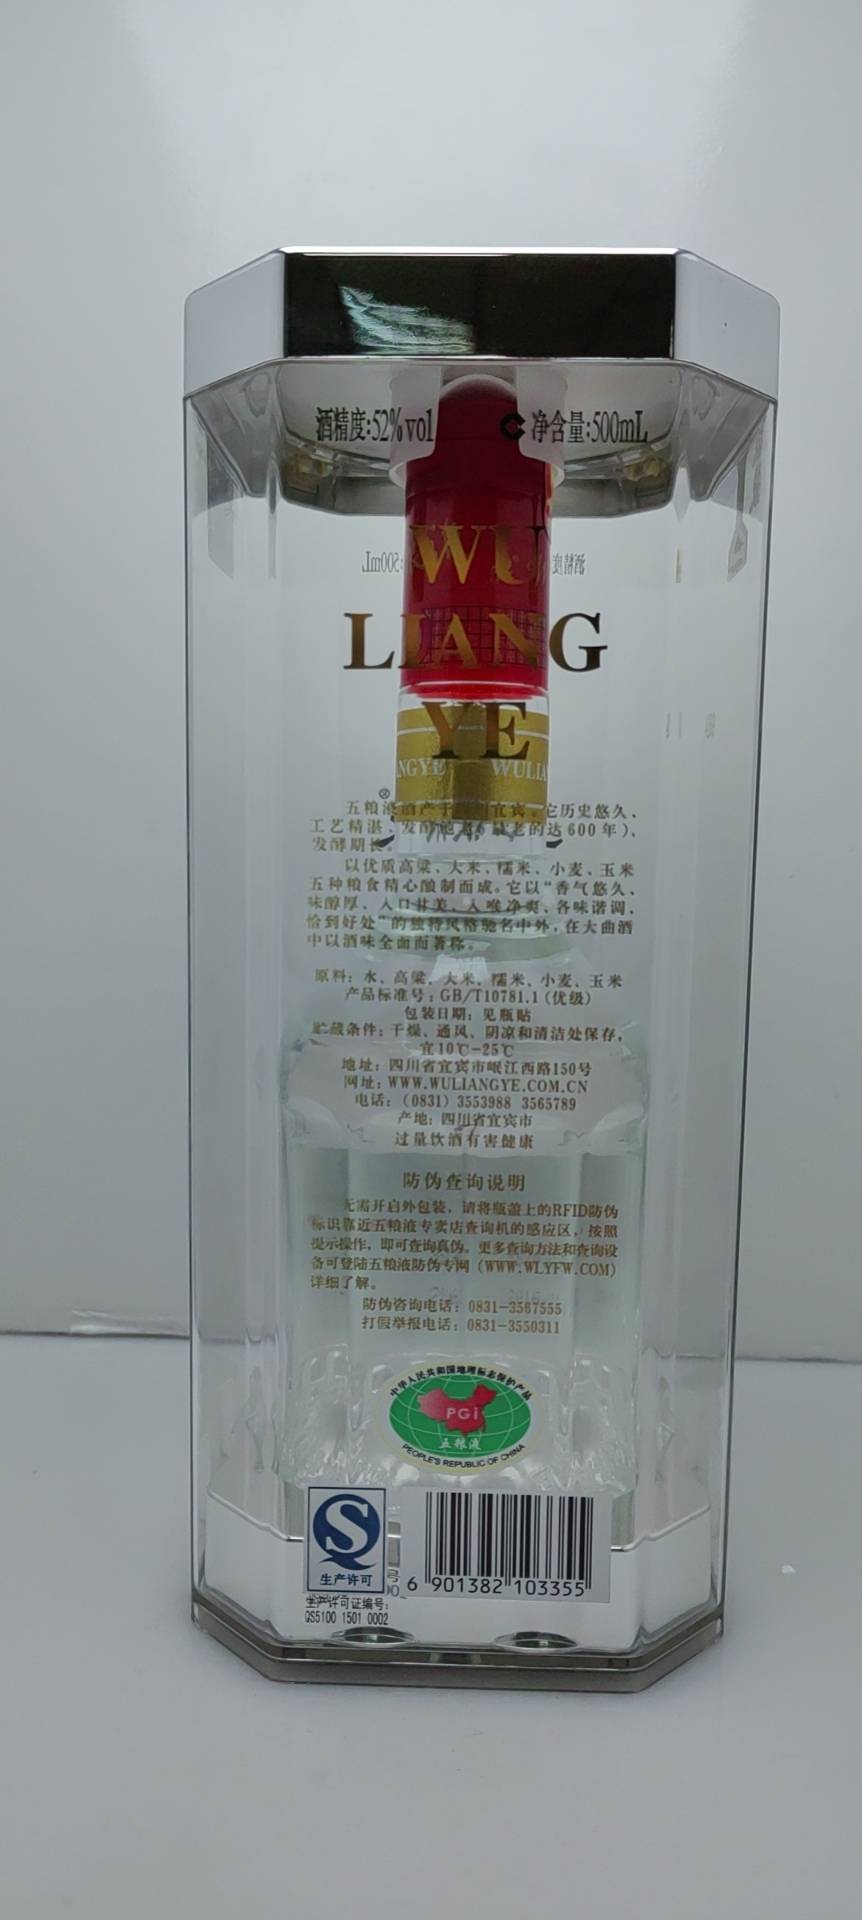 酒精度:52%vol
净含量:500mL
WU
LIANG
YE
NGYE WULIA
五粮液酒产于 宜宾。它历史悠久、
工艺精湛、发酵 老的达600年)、
发酵期长。
以优质高粱、大米、糯米、小麦、玉米
五种粮食精心酿制而成。它以“香气悠久、
味醇厚、入口甘美、入喉净爽、各味谐调、
恰到好处”的独特风格驰名中外,在大曲酒
中以酒味全面而著称。
原料: 水、高粱、大米、糯米、小麦、玉米
产品标准号: GB/T10781.1(优级)
包装日期: 见瓶贴
贮藏条件: 干燥、通风、阴凉和清洁处保存,
宜10℃-25℃
地址: 四川省宜宾市岷江西路150号
网址: WWW.WULIANGYE.COM.CN
电话: (0831) 3553988 3565789
产地: 四川省宜宾市
过量饮酒有害健康
防伪查询说明
无需开启外包装, 请将瓶盖上的RFID防伪
标识靠近五粮液专卖店查询机的感应区, 按照
提示操作, 即可查询真伪。更多查询方法和查询设
备可登陆五粮液防伪专网 (WWW.WLYFW.COM)
详细了解。
防伪咨询电话: 0831-3567555
打假举报电话: 0831-3550311
中华人民共和国地理标志保护产品
PGi
五粮液
PEOPLE'S REPUBLIC OF CHINA
生产许可
生产许可证编号:
QS5100 1501 0002
6 901382 103355